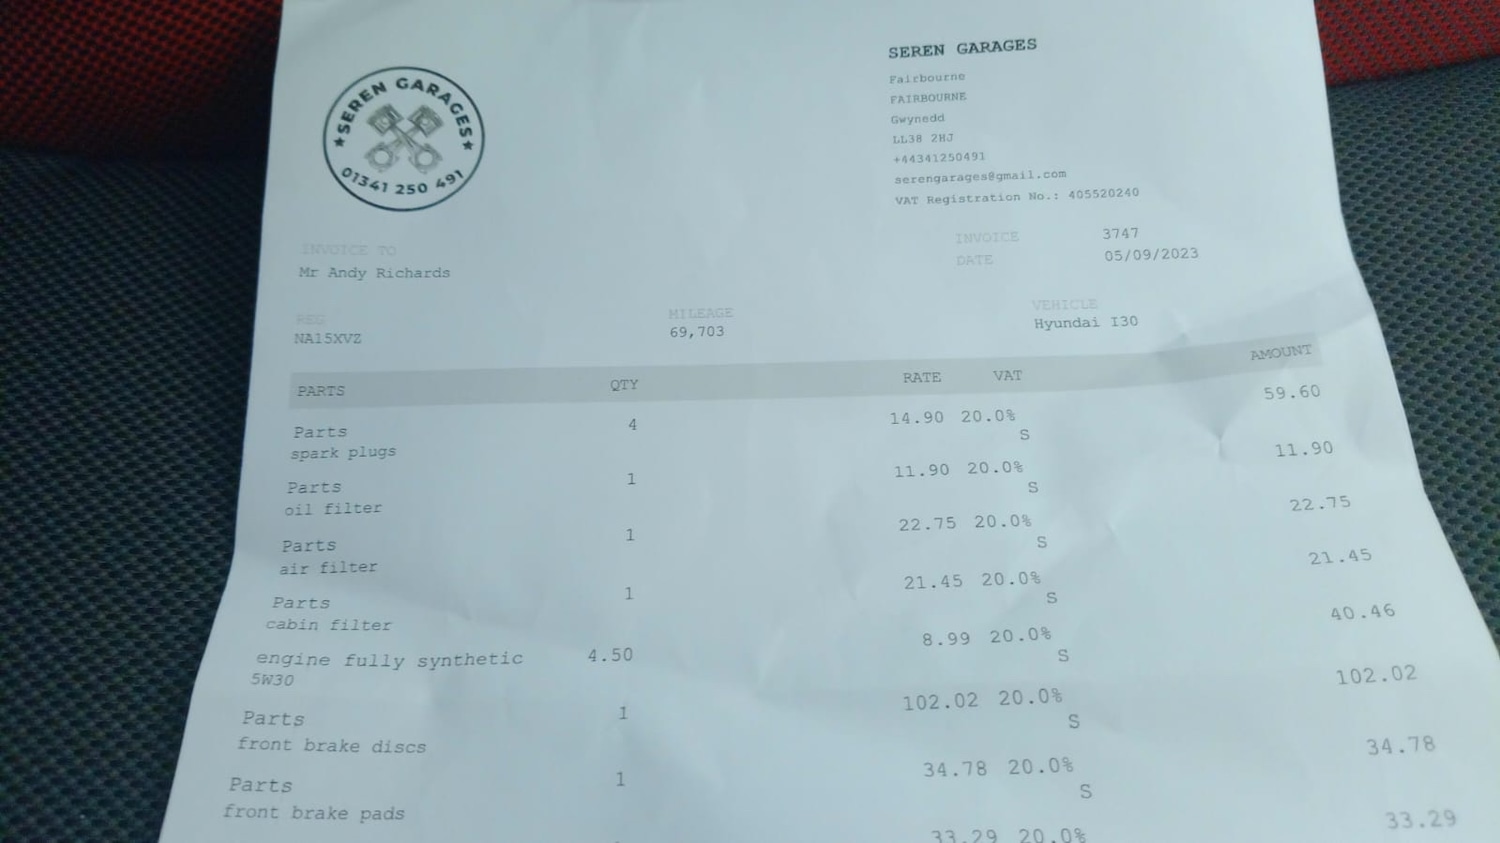 SEREN GARAGES
01341 250 491
SEREN GARAGES
Fairbourne
FAIRBOURNE
Gwynedd
LL38 2HJ
+44341250491
serengarages@gmail.com
VAT Registration No.: 405520240
INVOICE 3747
DATE 05/09/2023
INVOICE TO
Mr Andy Richards
REG MILEAGE VEHICLE
NA15XVZ 69,703 Hyundai I30
PARTS QTY RATE VAT AMOUNT
Parts 4 14.90 20.0% 59.60
spark plugs S
Parts 1 11.90 20.0% 11.90
oil filter S
Parts 1 22.75 20.0% 22.75
air filter S
Parts 1 21.45 20.0% 21.45
cabin filter S
engine fully synthetic 4.50 8.99 20.0% 40.46
5W30 S
Parts 1 102.02 20.0% 102.02
front brake discs S
Parts 1 34.78 20.0% 34.78
front brake pads S
33.29 20.0% 33.29